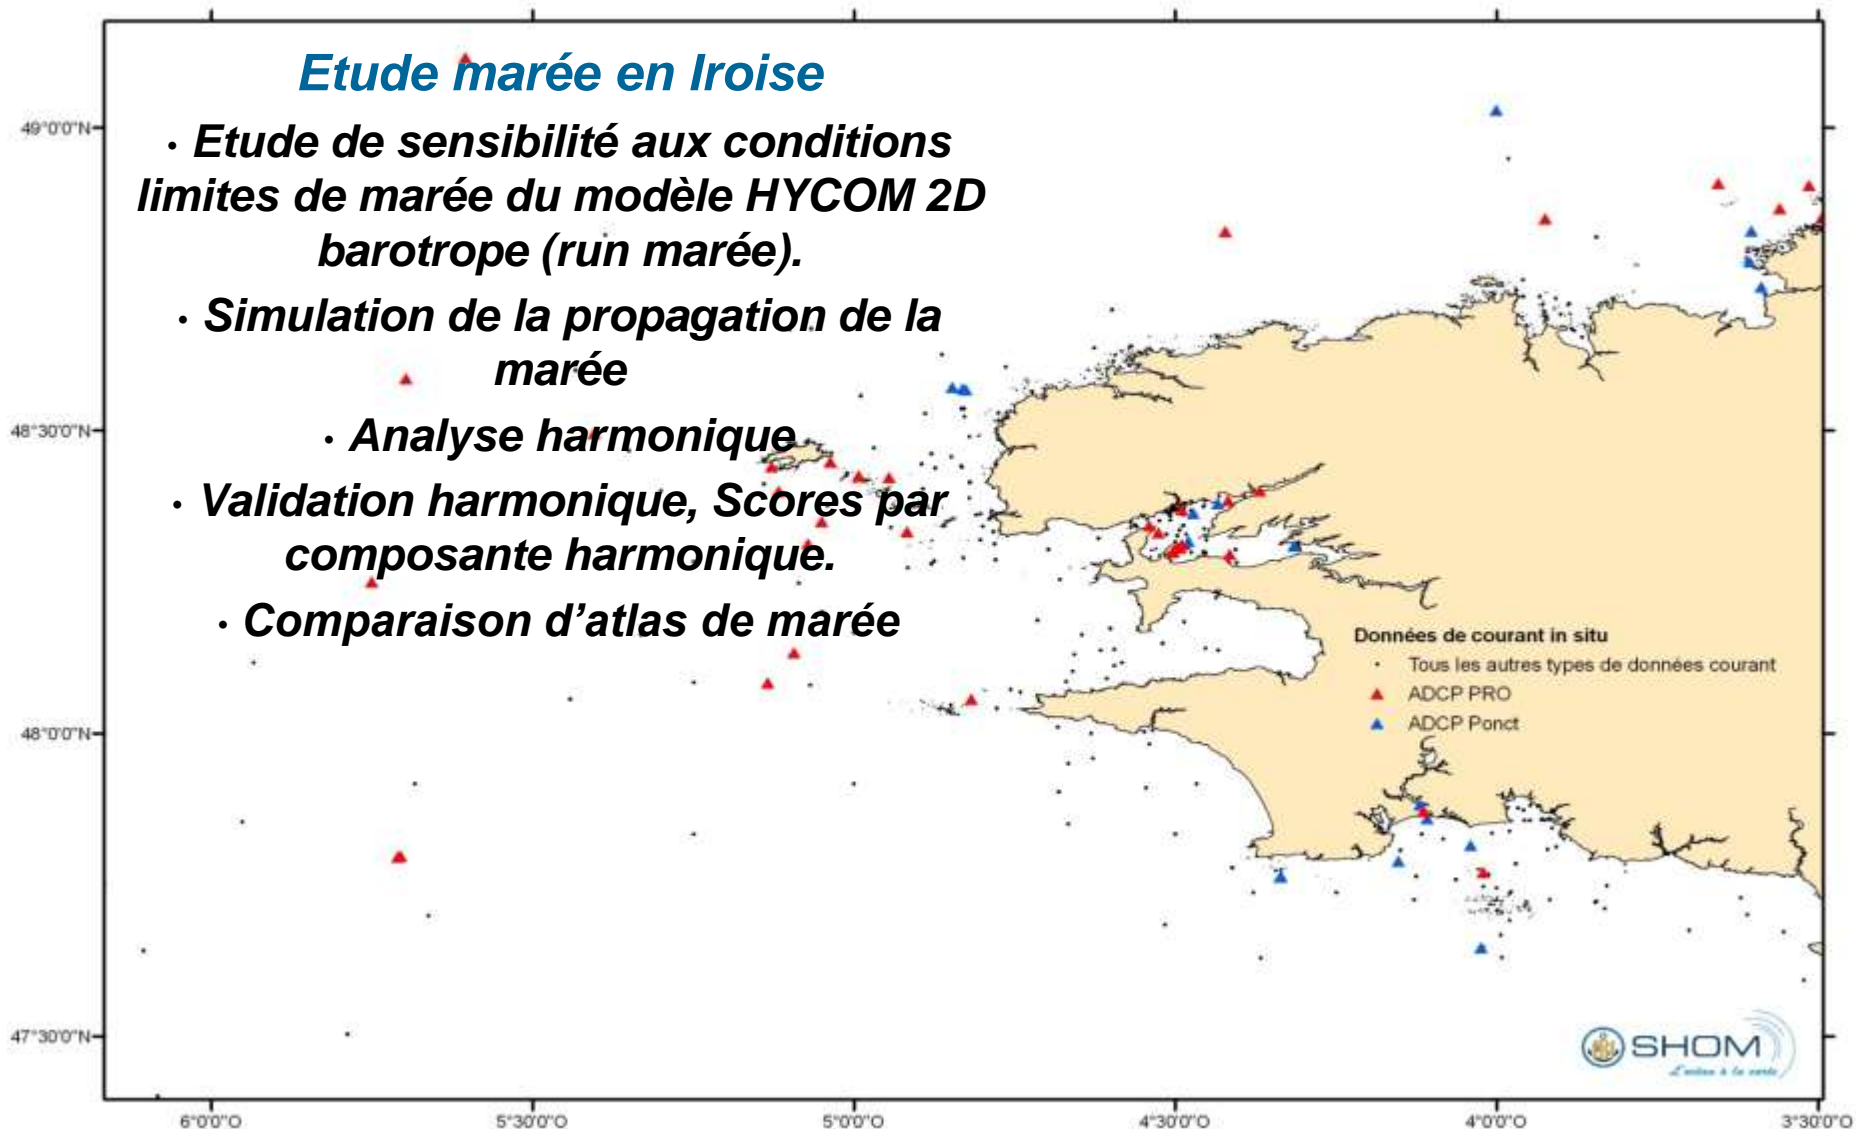 Etude marée en Iroise
• Etude de sensibilité aux conditions
limites de marée du modèle HYCOM 2D
barotrope (run marée).
• Simulation de la propagation de la
marée
• Analyse harmonique
• Validation harmonique, Scores par
composante harmonique.
• Comparaison d’atlas de marée
49°0'0"N
48°30'0"N
48°0'0"N
47°30'0"N
Données de courant in situ
Tous les autres types de données courant
ADCP PRO
ADCP Ponct
SHOM
L'océan à la carte
6°0'0"O
5°30'0"O
5°0'0"O
4°30'0"O
4°0'0"O
3°30'0"O